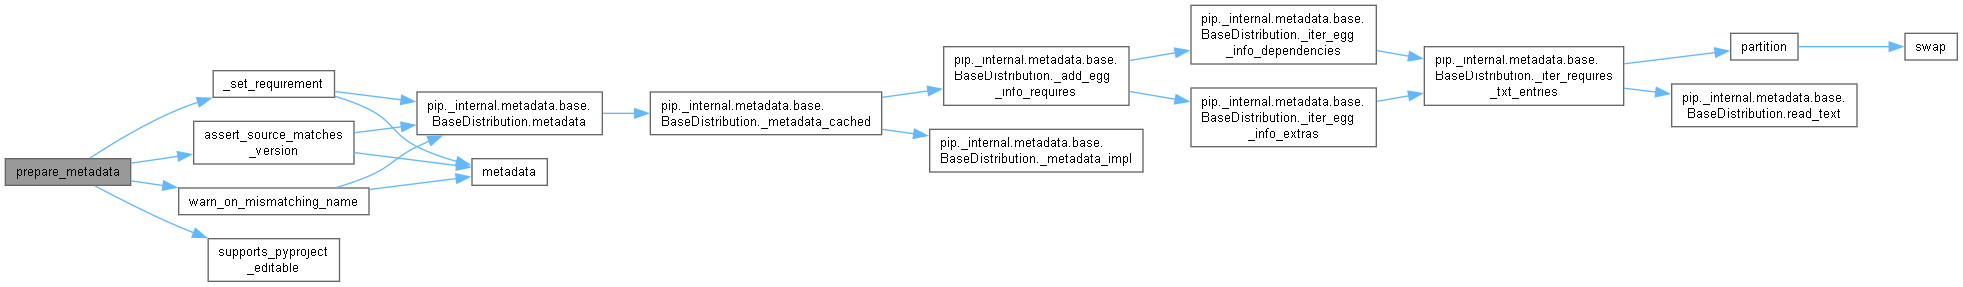 prepare_metadata
_set_requirement
assert_source_matches
_version
warn_on_mismatching_name
supports_pyproject
_editable
pip._internal.metadata.base.
BaseDistribution.metadata
metadata
pip._internal.metadata.base.
BaseDistribution._metadata_cached
pip._internal.metadata.base.
BaseDistribution._add_egg
_info_requires
pip._internal.metadata.base.
BaseDistribution._metadata_impl
pip._internal.metadata.base.
BaseDistribution._iter_egg
_info_dependencies
pip._internal.metadata.base.
BaseDistribution._iter_egg
_info_extras
pip._internal.metadata.base.
BaseDistribution._iter_requires
_txt_entries
partition
pip._internal.metadata.base.
BaseDistribution.read_text
swap